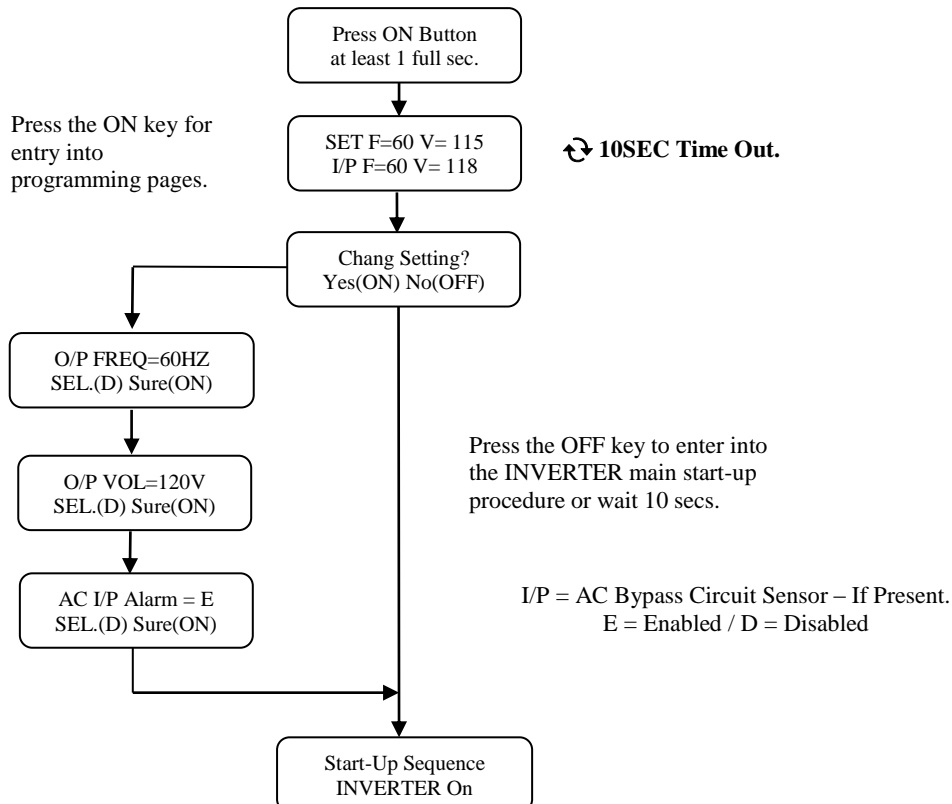 Press ON Button
at least 1 full sec.
Press the ON key for
entry into
programming pages.
SET F=60 V= 115
I/P F=60 V= 118
10SEC Time Out.
Chang Setting?
Yes(ON) No(OFF)
O/P FREQ=60HZ
SEL.(D) Sure(ON)
O/P VOL=120V
SEL.(D) Sure(ON)
Press the OFF key to enter into
the INVERTER main start-up
procedure or wait 10 secs.
AC I/P Alarm = E
SEL.(D) Sure(ON)
I/P = AC Bypass Circuit Sensor – If Present.
E = Enabled / D = Disabled
Start-Up Sequence
INVERTER On